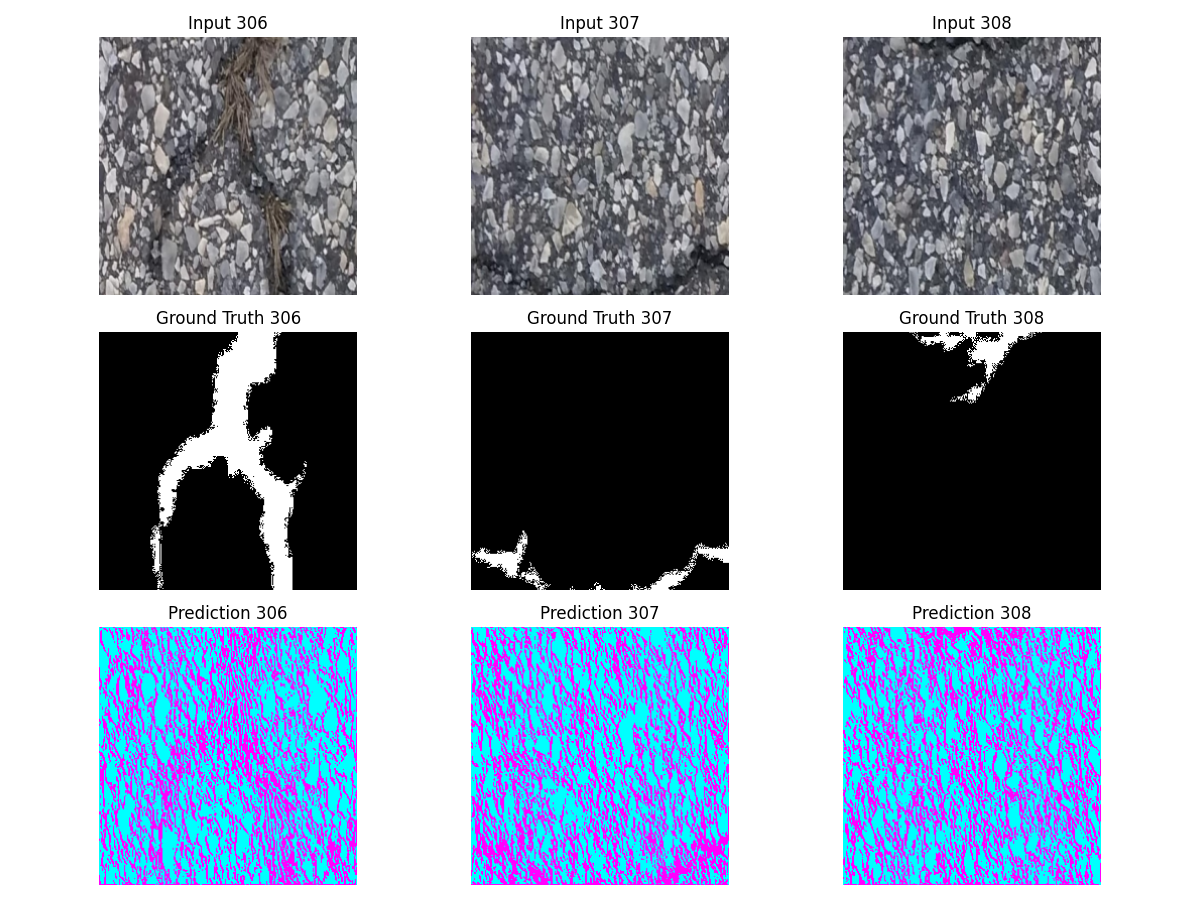 Input 306
Input 307
Input 308
Ground Truth 306
Ground Truth 307
Ground Truth 308
Prediction 306
Prediction 307
Prediction 308